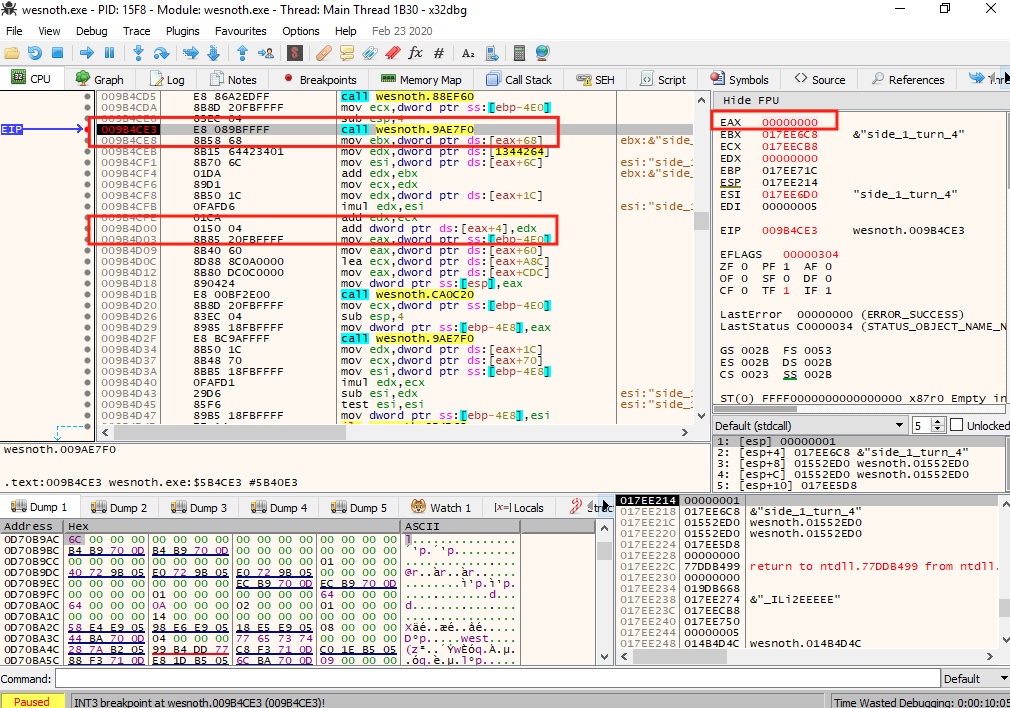 wesnoth.exe - PID: 15F8 - Module: wesnoth.exe - Thread: Main Thread 1B30 - x32dbg
File View Debug Trace Plugins Favourites Options Help Feb 23 2020
CPU Graph Log Notes Breakpoints Memory Map Call Stack SEH Script Symbols Source References Thre
009B4CD5 E8 86A2EDFF call wesnoth.88EF60
009B4CDA 8B8D 20FBFFFF mov ecx,dword ptr ss:[ebp-4E0]
009B4CE0 83EC 04 sub esp,4
EIP 009B4CE3 E8 089BFFFF call wesnoth.9AE7F0
009B4CE8 8B58 68 mov ebx,dword ptr ds:[eax+68] ebx:&"side_
009B4CEB 8B15 64423401 mov edx,dword ptr ds:[1344264]
009B4CF1 8B70 6C mov esi,dword ptr ds:[eax+6C] esi:"side_
009B4CF4 01DA add edx,ebx ebx:&"side_
009B4CF6 89D1 mov ecx,edx
009B4CF8 8B50 1C mov edx,dword ptr ds:[eax+1C]
009B4CFB 0FAFD6 imul edx,esi esi:"side_
009B4CFE 01CA add edx,ecx
009B4D00 0150 04 add dword ptr ds:[eax+4],edx
009B4D03 8B85 20FBFFFF mov eax,dword ptr ss:[ebp-4E0]
009B4D09 8B40 60 mov eax,dword ptr ds:[eax+60]
009B4D0C 8D88 8C0A0000 lea ecx,dword ptr ds:[eax+A8C]
009B4D12 8B80 DC0C0000 mov eax,dword ptr ds:[eax+CDC]
009B4D18 890424 mov dword ptr ss:[esp],eax
009B4D1B E8 00BF2E00 call wesnoth.CA0C20
009B4D20 8B8D 20FBFFFF mov ecx,dword ptr ss:[ebp-4E0]
009B4D26 83EC 04 sub esp,4
009B4D29 8985 18FBFFFF mov dword ptr ss:[ebp-4E8],eax
009B4D2F E8 BC9AFFFF call wesnoth.9AE7F0
009B4D34 8B50 1C mov edx,dword ptr ds:[eax+1C]
009B4D37 8B48 70 mov ecx,dword ptr ds:[eax+70]
009B4D3A 8BB5 18FBFFFF mov esi,dword ptr ss:[ebp-4E8] esi:"side_
009B4D40 0FAFD1 imul edx,ecx
009B4D43 29D6 sub esi,edx esi:"side_
009B4D45 85F6 test esi,esi esi:"side_
009B4D47 89B5 18FBFFFF mov dword ptr ss:[ebp-4E8],esi
Hide FPU
EAX 00000000
EBX 017EE6C8 &"side_1_turn_4"
ECX 017EECB8
EDX 00000000
EBP 017EE71C
ESP 017EE214
ESI 017EE6D0 "side_1_turn_4"
EDI 00000005
EIP 009B4CE3 wesnoth.009B4CE3
EFLAGS 00000304
ZF 0 PF 1 AF 0
OF 0 SF 0 DF 0
CF 0 TF 1 IF 1
LastError 00000000 (ERROR_SUCCESS)
LastStatus C0000034 (STATUS_OBJECT_NAME_N
GS 002B FS 0053
ES 002B DS 002B
CS 0023 SS 002B
ST(0) FFFF0000000000000000 x87r0 Empty in
Default (stdcall) 5 Unlocked
1: [esp] 00000001
2: [esp+4] 017EE6C8 &"side_1_turn_4"
3: [esp+8] 01552ED0 wesnoth.01552ED0
4: [esp+C] 01552ED0 wesnoth.01552ED0
5: [esp+10] 017EE5D8
wesnoth.009AE7F0
.text:009B4CE3 wesnoth.exe:$5B4CE3 #5B40E3
Dump 1 Dump 2 Dump 3 Dump 4 Dump 5 Watch 1 [x=] Locals
Address Hex ASCII
0D70B9AC 6C 00 00 00 00 00 00 00 00 00 00 00 00 00 00 00
0D70B9BC B4 B9 70 0D B4 B9 70 0D 00 00 00 00 00 00 00 00
0D70B9CC 00 00 00 00 00 00 00 00 00 00 00 00 01 00 00 00
0D70B9DC 40 72 9B 05 E0 72 9B 05 E0 72 9B 05 00 00 00 00
0D70B9EC 00 00 00 00 00 00 00 00 EC B9 70 0D EC B9 70 0D
0D70B9FC 00 00 00 00 01 00 00 00 00 00 00 00 64 00 00 00
0D70BA0C 64 00 00 00 0A 00 00 00 02 00 00 00 01 00 00 00
0D70BA1C 00 00 00 00 14 00 00 00 00 00 00 00 00 00 00 00
0D70BA2C 58 E4 E9 05 98 E6 E9 05 18 E5 E9 05 08 00 00 00
0D70BA3C 44 BA 70 0D 04 00 00 00 77 65 73 74 00 00 00 00
0D70BA4C 28 7A B2 05 99 B4 DD 77 C8 F3 71 0D C0 1E B5 05
0D70BA5C 88 F3 71 0D E8 1D B5 05 6C BA 70 0D 09 00 00 00
017EE214 00000001
017EE218 017EE6C8 &"side_1_turn_4"
017EE21C 01552ED0 wesnoth.01552ED0
017EE220 01552ED0 wesnoth.01552ED0
017EE224 017EE5D8
017EE228 00000000
017EE22C 77DDB499 return to ntdll.77DDB499 from ntdll.
017EE230 00000000
017EE234 019DB668
017EE238 017EE274 &"_ILi2EEEEE"
017EE23C 017EECB8
017EE240 017EE750
017EE244 00000005
017EE248 014B4D4C wesnoth.014B4D4C
Command: Default
Paused INT3 breakpoint at wesnoth.009B4CE3 (009B4CE3)! Time Wasted Debugging: 0:00:10:05